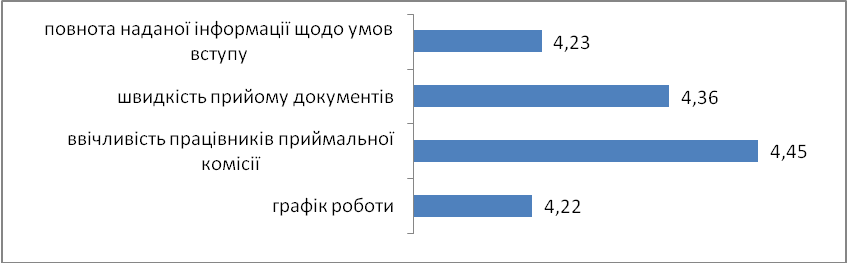 повнота наданої інформації щодо умов
вступу
4,23
швидкість прийому документів
4,36
ввічливість працівників приймальної
комісії
4,45
графік роботи
4,22